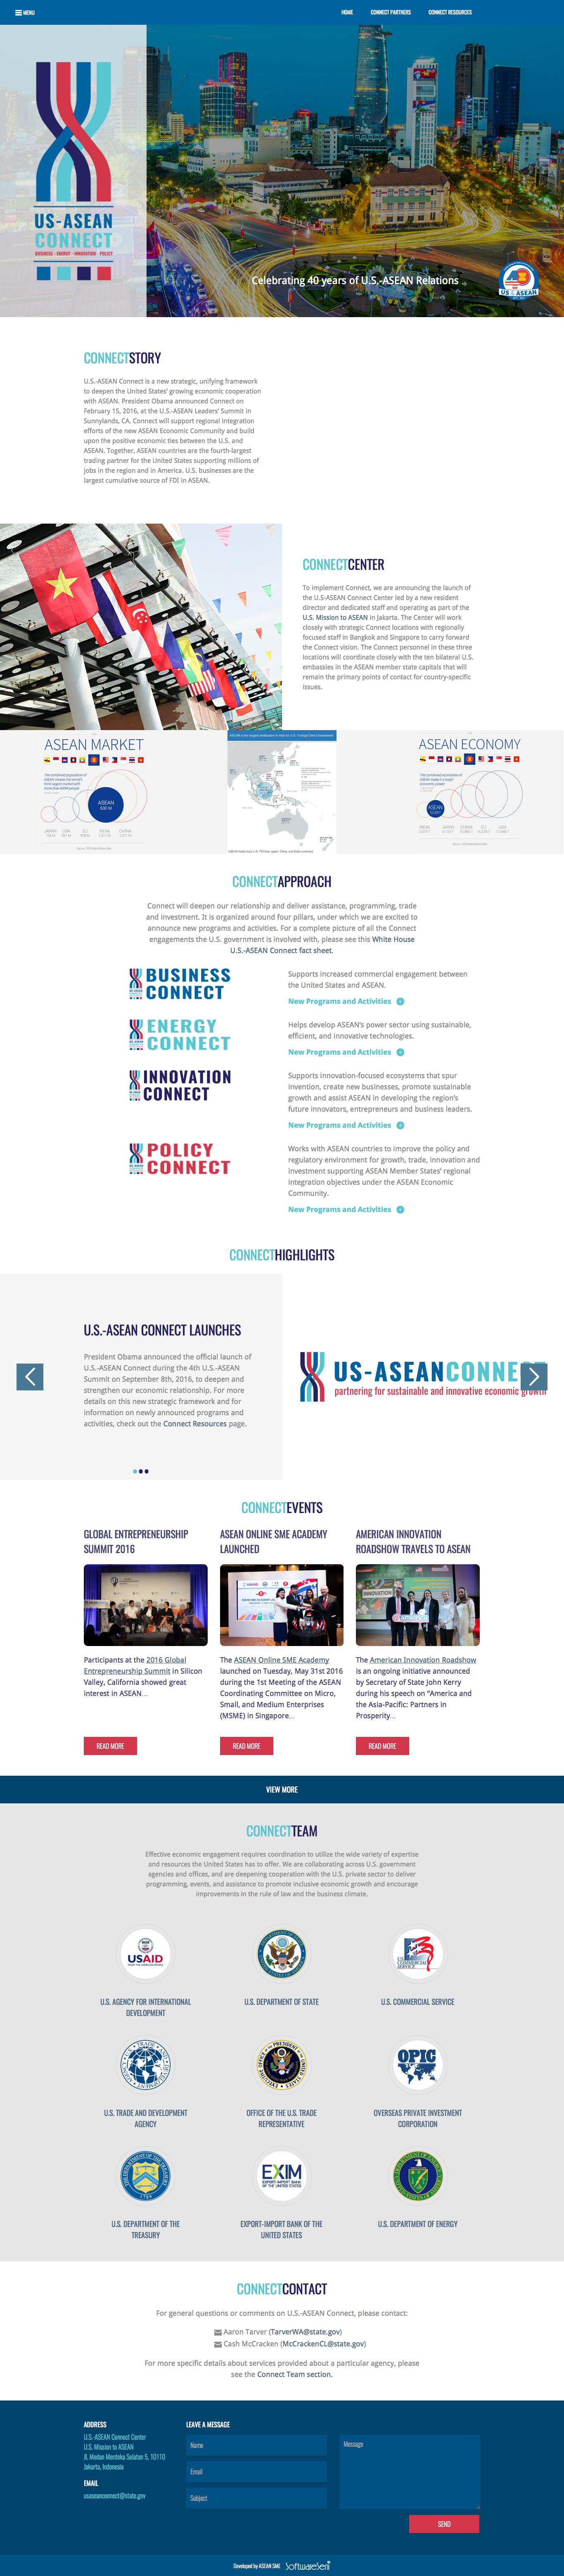 MENU
HOME
CONNECT PARTNERS
CONNECT RESOURCES
US-ASEAN
CONNECT
BUSINESS · ENERGY · INNOVATION · POLICY
Celebrating 40 years of U.S.-ASEAN Relations
US ASEAN
CONNECTSTORY
U.S.-ASEAN Connect is a new strategic, unifying framework
to deepen the United States' growing economic cooperation
with ASEAN. President Obama announced Connect on
February 15, 2016, at the U.S.-ASEAN Leaders' Summit in
Sunnylands, CA. Connect will support regional integration
efforts of the new ASEAN Economic Community and build
upon the positive economic ties between the U.S. and
ASEAN. Together, ASEAN countries are the fourth-largest
trading partner for the United States supporting millions of
jobs in the region and in America. U.S. businesses are the
largest cumulative source of FDI in ASEAN.
CONNECTCENTER
To implement Connect, we are announcing the launch of
the U.S-ASEAN Connect Center led by a new resident
director and dedicated staff and operating as part of the
U.S. Mission to ASEAN in Jakarta. The Center will work
closely with strategic Connect locations with regionally
focused staff in Bangkok and Singapore to carry forward
the Connect vision. The Connect personnel in these three
locations will coordinate closely with the ten bilateral U.S.
embassies in the ASEAN member state capitals that will
remain the primary points of contact for country-specific
issues.
ASEAN MARKET
ASEAN
JAPAN USA EU INDIA CHINA
ASEAN ECONOMY
ASEAN
CONNECTAPPROACH
Connect will deepen our relationship and deliver assistance, programming, trade
and investment. It is organized around four pillars, under which we are excited to
announce new programs and activities. For a complete picture of all the Connect
engagements the U.S. government is involved with, please see this White House
U.S.-ASEAN Connect fact sheet.
BUSINESS
CONNECT
Supports increased commercial engagement between
the United States and ASEAN.
New Programs and Activities
ENERGY
CONNECT
Helps develop ASEAN's power sector using sustainable,
efficient, and innovative technologies.
New Programs and Activities
INNOVATION
CONNECT
Supports innovation-focused ecosystems that spur
invention, create new businesses, promote sustainable
growth and assist ASEAN in developing the region's
future innovators, entrepreneurs and business leaders.
New Programs and Activities
POLICY
CONNECT
Works with ASEAN countries to improve the policy and
regulatory environment for growth, trade, innovation and
investment supporting ASEAN Member States' regional
integration objectives under the ASEAN Economic
Community.
New Programs and Activities
CONNECTHIGHLIGHTS
U.S.-ASEAN CONNECT LAUNCHES
President Obama announced the official launch of
U.S.-ASEAN Connect during the 4th U.S.-ASEAN
Summit on September 8th, 2016, to deepen and
strengthen our economic relationship. For more
details on this new strategic framework and for
information on newly announced programs and
activities, check out the Connect Resources page.
US-ASEANCONNECT
partnering for sustainable and innovative economic growth
CONNECTEVENTS
GLOBAL ENTREPRENEURSHIP
SUMMIT 2016
Participants at the 2016 Global
Entrepreneurship Summit in Silicon
Valley, California showed great
interest in ASEAN...
READ MORE
ASEAN ONLINE SME ACADEMY
LAUNCHED
The ASEAN Online SME Academy
launched on Tuesday, May 31st 2016
during the 1st Meeting of the ASEAN
Coordinating Committee on Micro,
Small, and Medium Enterprises
(MSME) in Singapore...
READ MORE
AMERICAN INNOVATION
ROADSHOW TRAVELS TO ASEAN
The American Innovation Roadshow
is an ongoing initiative announced
by Secretary of State John Kerry
during his speech on "America and
the Asia-Pacific: Partners in
Prosperity...
READ MORE
VIEW MORE
CONNECTTEAM
Effective economic engagement requires coordination to utilize the wide variety of expertise
and resources the United States has to offer. We are collaborating across U.S. government
agencies and offices, and are deepening cooperation with the U.S. private sector to deliver
programming, events, and assistance to promote inclusive economic growth and encourage
improvements in the rule of law and the business climate.
USAID
U.S. AGENCY FOR INTERNATIONAL
DEVELOPMENT
U.S. DEPARTMENT OF STATE
U.S. COMMERCIAL SERVICE
U.S. TRADE AND DEVELOPMENT
AGENCY
OFFICE OF THE U.S. TRADE
REPRESENTATIVE
OPIC
OVERSEAS PRIVATE INVESTMENT
CORPORATION
U.S. DEPARTMENT OF THE
TREASURY
EXIM
EXPORT-IMPORT BANK
OF THE UNITED STATES
EXPORT-IMPORT BANK OF THE
UNITED STATES
U.S. DEPARTMENT OF ENERGY
CONNECTCONTACT
For general questions or comments on U.S.-ASEAN Connect, please contact:
Aaron Tarver (TarverWA@state.gov)
Cash McCracken (McCrackenCL@state.gov)
For more specific details about services provided about a particular agency, please
see the Connect Team section.
ADDRESS
U.S.-ASEAN Connect Center
U.S. Mission to ASEAN
Jl. Medan Merdeka Selatan 5, 10110
Jakarta, Indonesia
EMAIL
usaseanconnect@state.gov
LEAVE A MESSAGE
Name
Email
Subject
Message
SEND
Developed by ASEAN SME
SoftwareSeni